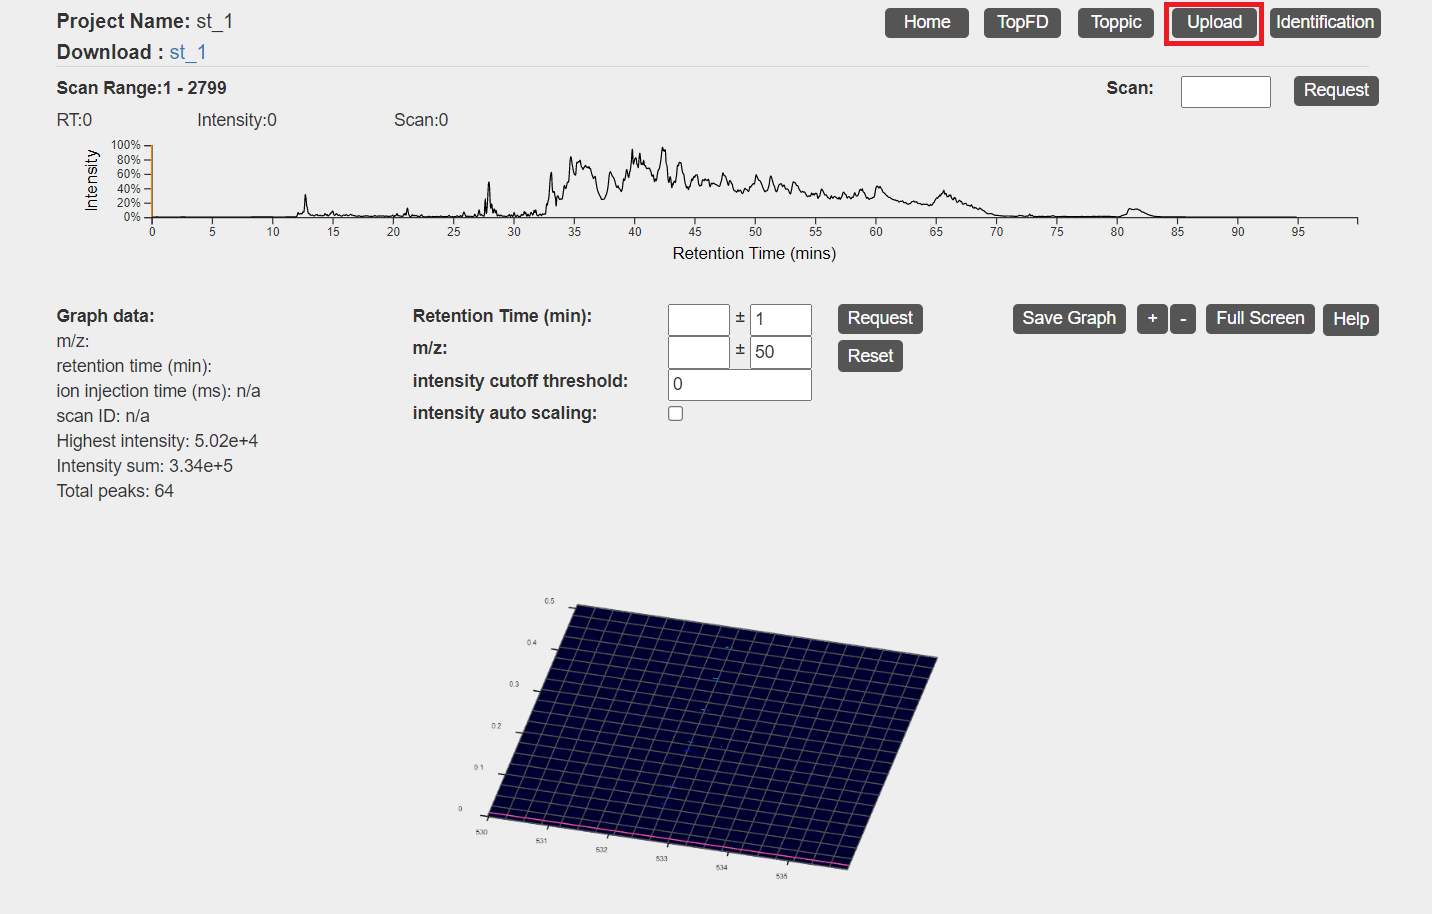 Project Name: st_1
Home TopFD Toppic Upload Identification
Download : st_1
Scan Range:1 - 2799
Scan: Request
RT:0 Intensity:0 Scan:0
Intensity
100%
80%
60%
40%
20%
0%
0 5 10 15 20 25 30 35 40 45 50 55 60 65 70 75 80 85 90 95
Retention Time (mins)
Graph data:
m/z:
retention time (min):
ion injection time (ms): n/a
scan ID: n/a
Highest intensity: 5.02e+4
Intensity sum: 3.34e+5
Total peaks: 64
Retention Time (min): ± 1 Request
m/z: ± 50 Reset
intensity cutoff threshold: 0
intensity auto scaling:
Save Graph + - Full Screen Help
0.5
0.4
0.3
0.2
0.1
0
530 531 532 533 534 535